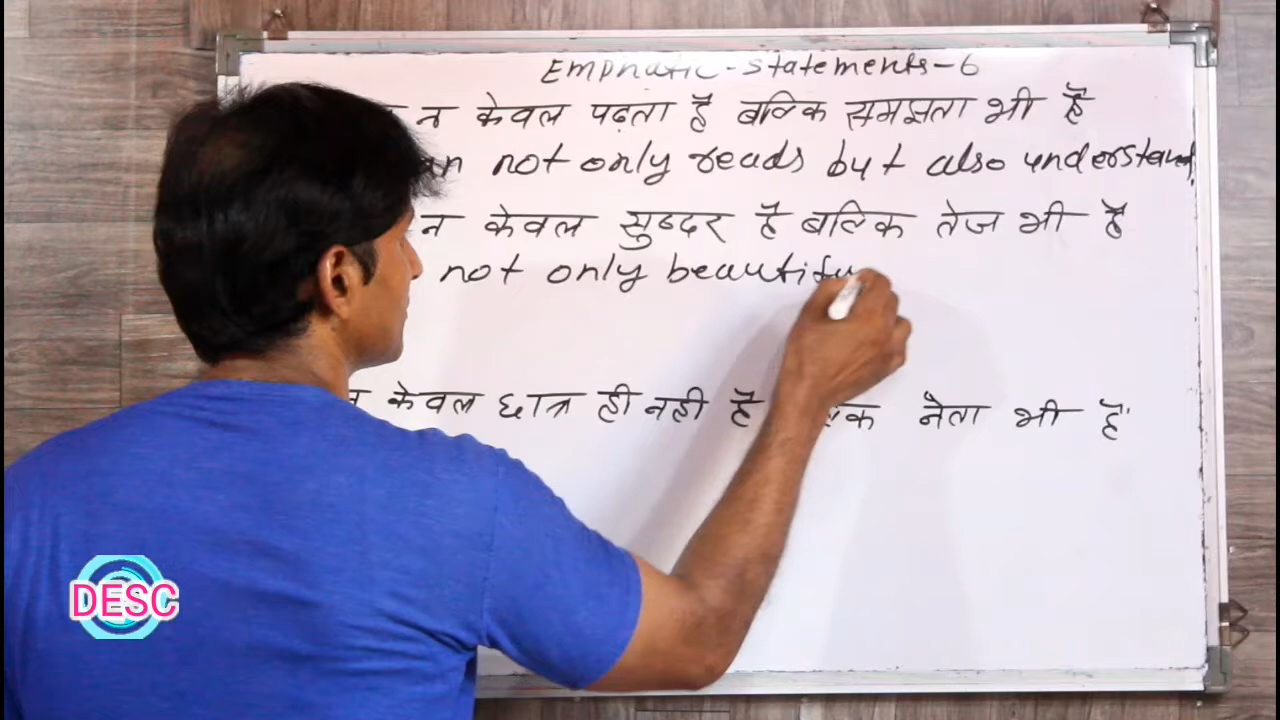 Emphatic-Statements-6
न केवल पढ़ता है बल्कि समझता भी है
not only reads but also understand.
न केवल सुन्दर है बल्कि तेज भी है
not only beautifu
केवल छात्र ही नही है नेता भी है
DESC